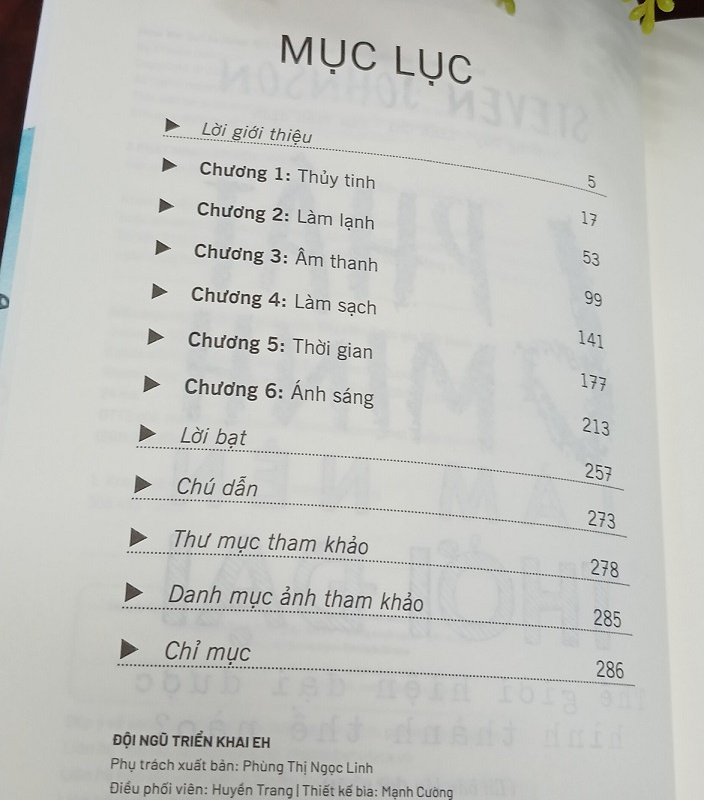 MỤC LỤC
Lời giới thiệu 5
Chương 1: Thủy tinh 17
Chương 2: Làm lạnh 53
Chương 3: Âm thanh 99
Chương 4: Làm sạch 141
Chương 5: Thời gian 177
Chương 6: Ánh sáng 213
Lời bạt 257
Chú dẫn 273
Thư mục tham khảo 278
Danh mục ảnh tham khảo 285
Chỉ mục 286
ĐỘI NGŨ TRIỂN KHAI EH
Phụ trách xuất bản: Phùng Thị Ngọc Linh
Điều phối viên: Huyền Trang | Thiết kế bìa: Mạnh Cường